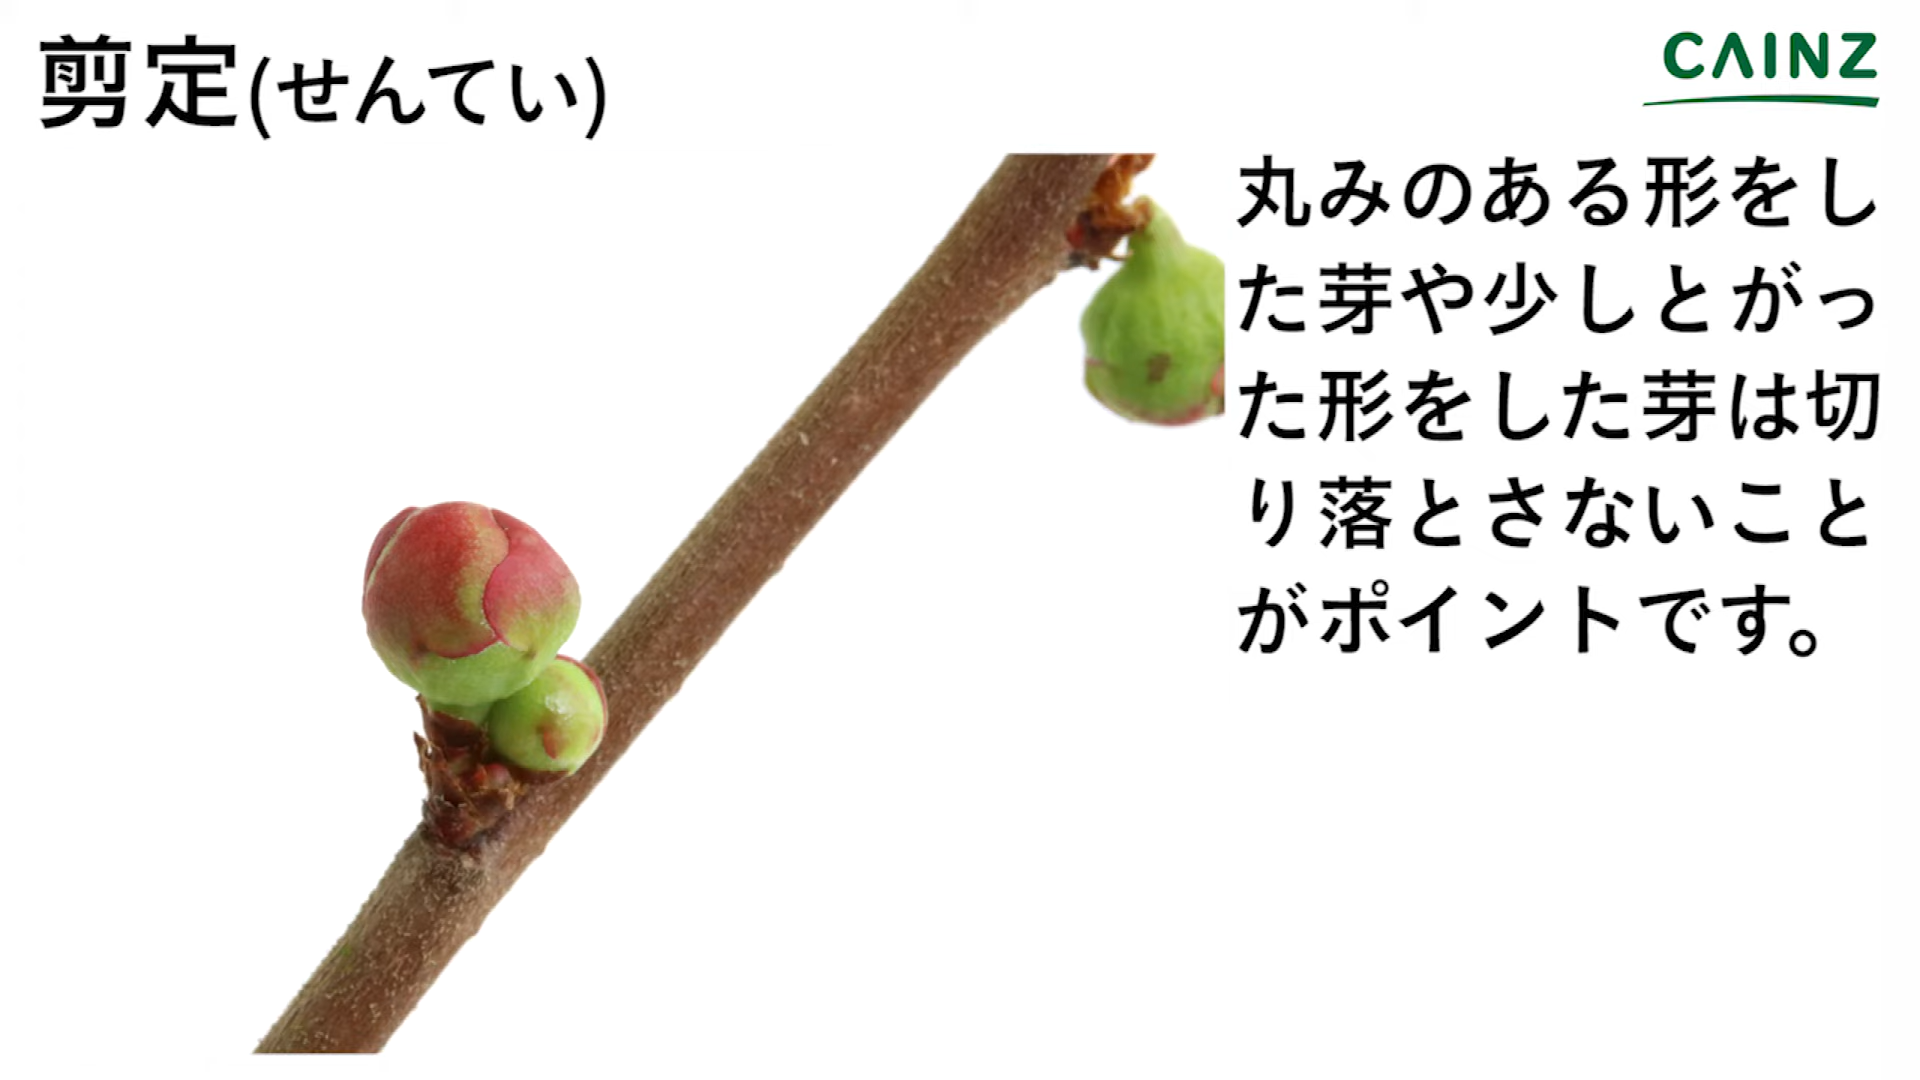 剪定(せんてい)
CAINZ
丸みのある形をし
た芽や少しとがっ
た形をした芽は切
り落とさないこと
がポイントです。